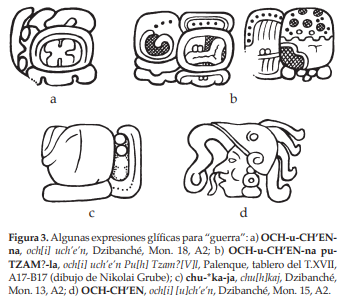 a
b
c
d
Figura 3. Algunas expresiones glíficas para "guerra": a) OCH-u-CH'EN-
na, och[i] uch'e'n, Dzibanché, Mon. 18, A2; b) OCH-u-CH'EN-na pu-
TZAM?-la, och[i] uch'e'n Pu[h] Tzam?[V]l, Palenque, tablero del T.XVII,
A17-B17 (dibujo de Nikolai Grube); c) chu-*ka-ja, chu[h]kaj, Dzibanché,
Mon. 13, A2; d) OCH-CH'EN, och[i] [u]ch'e'n, Dzibanché, Mon. 15, A2.